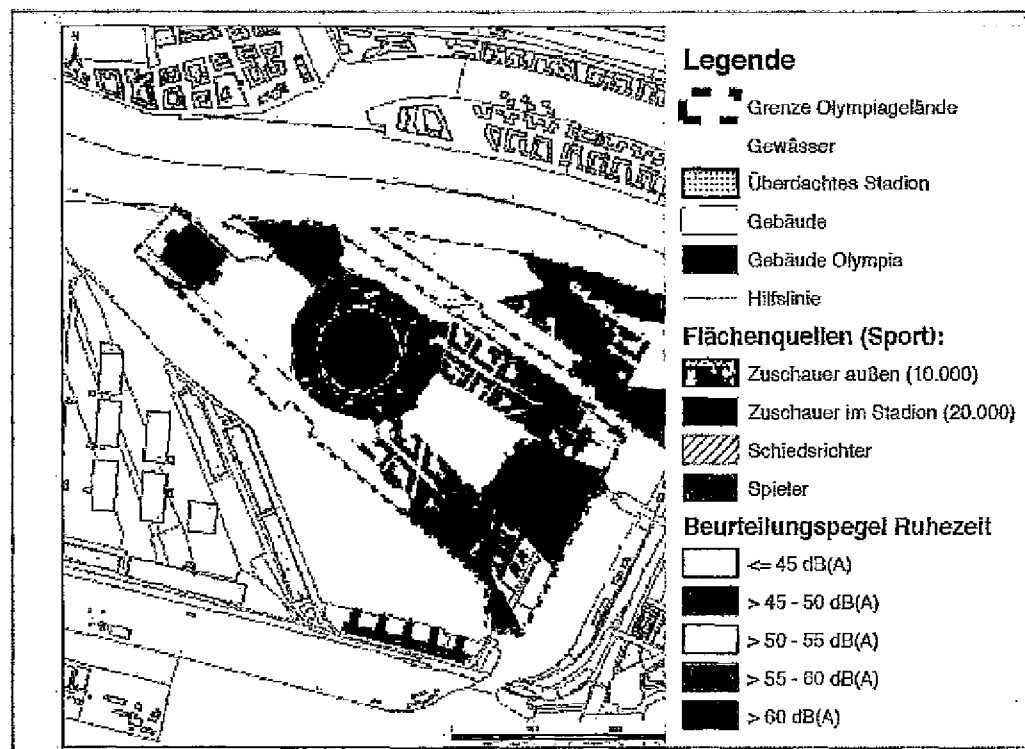 N
Legende
Grenze Olympiagelände
Gewässer
Überdachtes Stadion
Gebäude
Gebäude Olympia
Hilfslinie
Flächenquellen (Sport):
Zuschauer außen (10.000)
Zuschauer im Stadion (20.000)
Schiedsrichter
Spieler
Beurteilungspegel Ruhezeit
<= 45 dB(A)
> 45 - 50 dB(A)
> 50 - 55 dB(A)
> 55 - 60 dB(A)
> 60 dB(A)